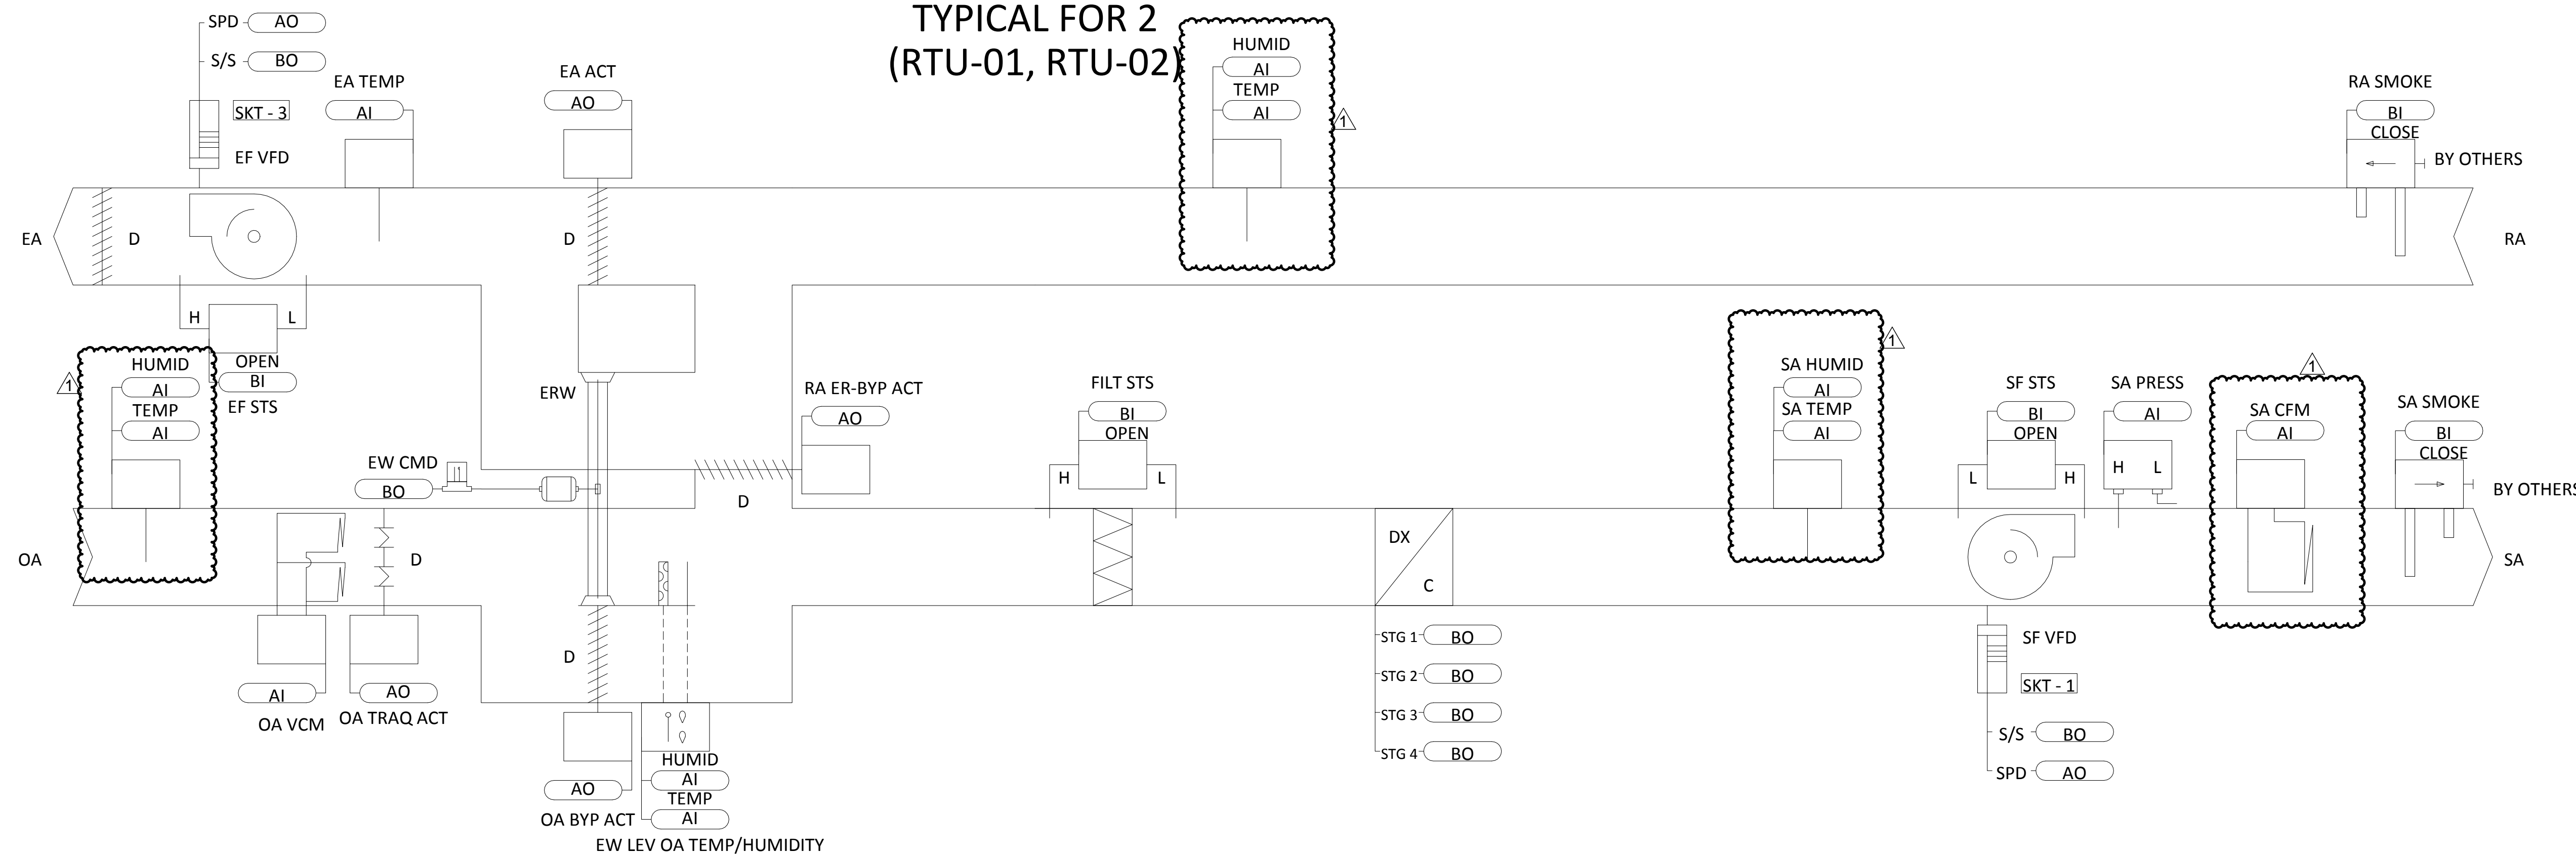 TYPICAL FOR 2
(RTU-01, RTU-02)
SPD AO
S/S BO
SKT - 3
EF VFD
EA TEMP
AI
EA ACT
AO
HUMID
AI
TEMP
AI
1
RA SMOKE
BI
CLOSE
BY OTHERS
EA
D
D
RA
H
L
OPEN
BI
EF STS
1
HUMID
AI
TEMP
AI
ERW
EW CMD
BO
RA ER-BYP ACT
AO
D
FILT STS
BI
OPEN
H
L
SA HUMID
AI
SA TEMP
AI
1
SF STS
BI
OPEN
L
H
SA PRESS
AI
H L
1
SA CFM
AI
SA SMOKE
BI
CLOSE
BY OTHERS
OA
D
DX
C
SA
AI
OA VCM
AO
OA TRAQ ACT
D
AO
OA BYP ACT
HUMID
AI
TEMP
AI
EW LEV OA TEMP/HUMIDITY
STG 1 BO
STG 2 BO
STG 3 BO
STG 4 BO
SF VFD
SKT - 1
S/S BO
SPD AO